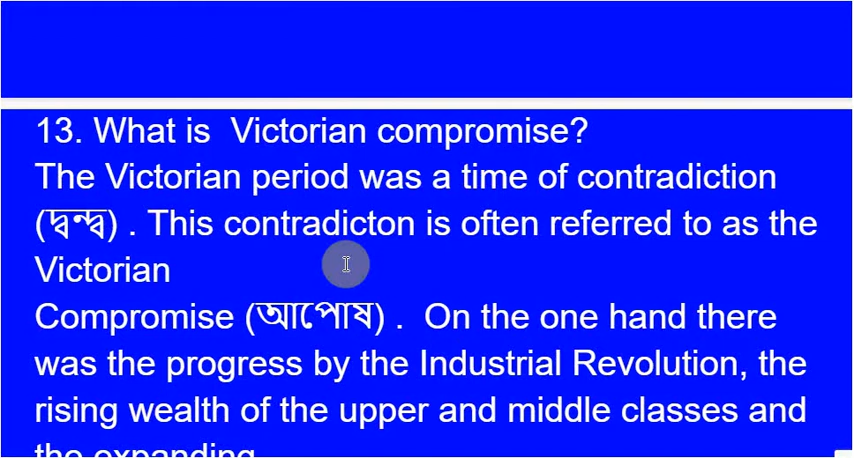 13. What is  Victorian compromise?
The Victorian period was a time of contradiction
(দ্বন্দ্ব) . This contradicton is often referred to as the
Victorian
Compromise (আপোষ) .  On the one hand there
was the progress by the Industrial Revolution, the
rising wealth of the upper and middle classes and
the expanding